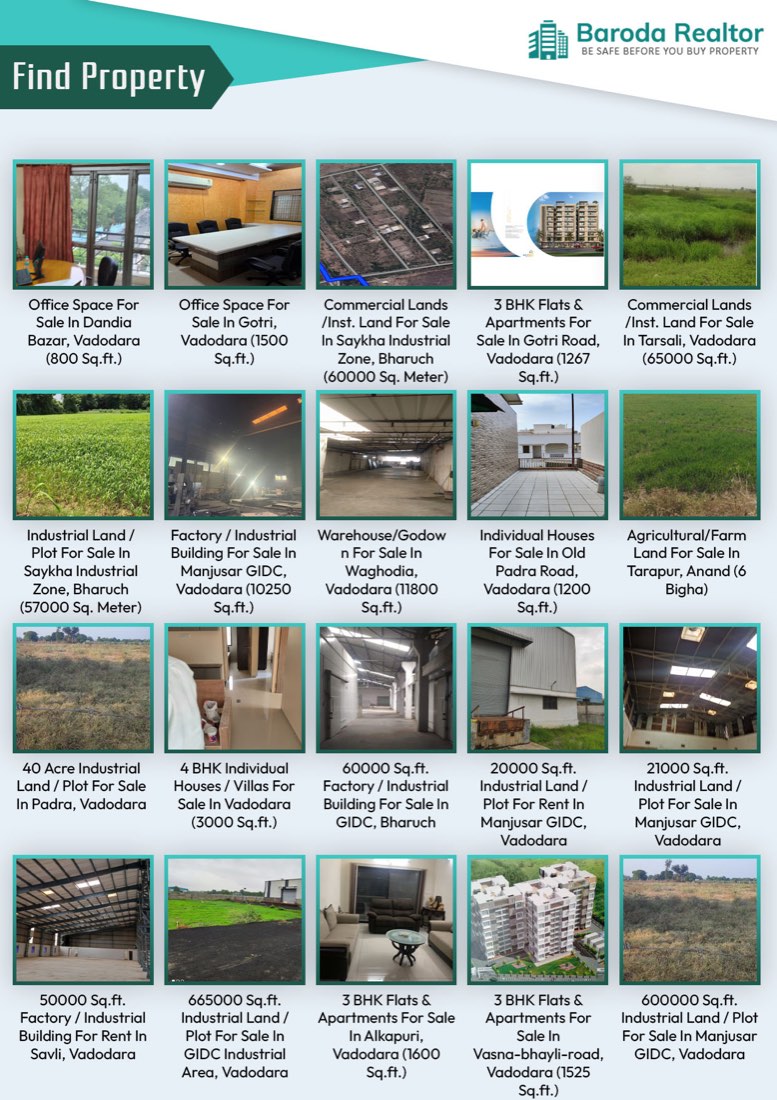 Baroda Realtor
BE SAFE BEFORE YOU BUY PROPERTY
Find Property
Office Space For
Sale In Dandia
Bazar, Vadodara
(800 Sq.ft.)
Office Space For
Sale In Gotri,
Vadodara (1500
Sq.ft.)
Commercial Lands
/Inst. Land For Sale
In Saykha Industrial
Zone, Bharuch
(60000 Sq. Meter)
3 BHK Flats &
Apartments For
Sale In Gotri Road,
Vadodara (1267
Sq.ft.)
Commercial Lands
/Inst. Land For Sale
In Tarsali, Vadodara
(65000 Sq.ft.)
Industrial Land /
Plot For Sale In
Saykha Industrial
Zone, Bharuch
(57000 Sq. Meter)
Factory / Industrial
Building For Sale In
Manjusar GIDC,
Vadodara (10250
Sq.ft.)
Warehouse/Godow
n For Sale In
Waghodia,
Vadodara (11800
Sq.ft.)
Individual Houses
For Sale In Old
Padra Road,
Vadodara (1200
Sq.ft.)
Agricultural/Farm
Land For Sale In
Tarapur, Anand (6
Bigha)
40 Acre Industrial
Land / Plot For Sale
In Padra, Vadodara
4 BHK Individual
Houses / Villas For
Sale In Vadodara
(3000 Sq.ft.)
60000 Sq.ft.
Factory / Industrial
Building For Sale In
GIDC, Bharuch
20000 Sq.ft.
Industrial Land /
Plot For Rent In
Manjusar GIDC,
Vadodara
21000 Sq.ft.
Industrial Land /
Plot For Sale In
Manjusar GIDC,
Vadodara
50000 Sq.ft.
Factory / Industrial
Building For Rent In
Savli, Vadodara
665000 Sq.ft.
Industrial Land /
Plot For Sale In
GIDC Industrial
Area, Vadodara
3 BHK Flats &
Apartments For Sale
In Alkapuri,
Vadodara (1600
Sq.ft.)
3 BHK Flats &
Apartments For
Sale In
Vasna-bhayli-road,
Vadodara (1525
Sq.ft.)
600000 Sq.ft.
Industrial Land / Plot
For Sale In Manjusar
GIDC, Vadodara